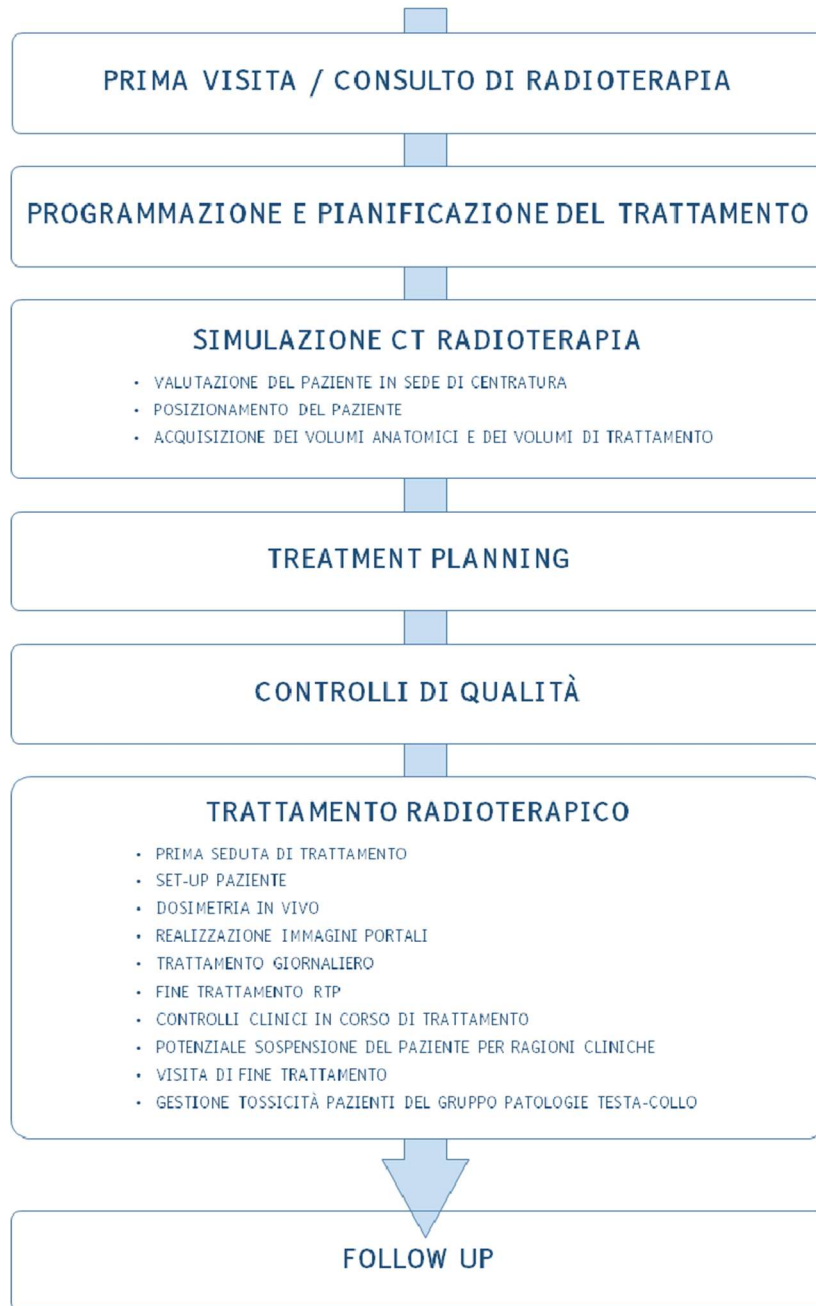 PRIMA VISITA / CONSULTO DI RADIOTERAPIA
PROGRAMMAZIONE E PIANIFICAZIONE DEL TRATTAMENTO
SIMULAZIONE CT RADIOTERAPIA
• VALUTAZIONE DEL PAZIENTE IN SEDE DI CENTRATURA
• POSIZIONAMENTO DEL PAZIENTE
• ACQUISIZIONE DEI VOLUMI ANATOMICI E DEI VOLUMI DI TRATTAMENTO
TREATMENT PLANNING
CONTROLLI DI QUALITÀ
TRATTAMENTO RADIOTERAPICO
• PRIMA SEDUTA DI TRATTAMENTO
• SET-UP PAZIENTE
• DOSIMETRIA IN VIVO
• REALIZZAZIONE IMMAGINI PORTALI
• TRATTAMENTO GIORNALIERO
• FINE TRATTAMENTO RTP
• CONTROLLI CLINICI IN CORSO DI TRATTAMENTO
• POTENZIALE SOSPENSIONE DEL PAZIENTE PER RAGIONI CLINICHE
• VISITA DI FINE TRATTAMENTO
• GESTIONE TOSSICITÀ PAZIENTI DEL GRUPPO PATOLOGIE TESTA-COLLO
FOLLOW UP